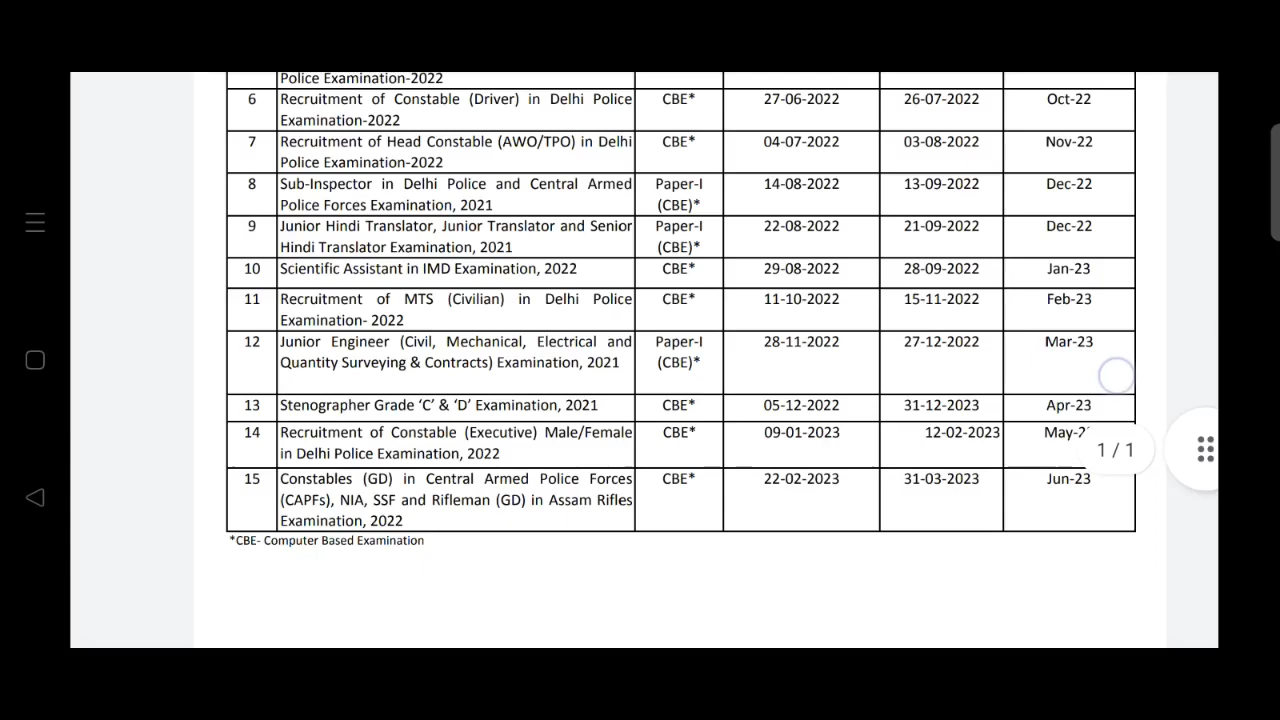 Police Examination-2022
6 Recruitment of Constable (Driver) in Delhi Police CBE* 27-06-2022 26-07-2022 Oct-22
Examination-2022
7 Recruitment of Head Constable (AWO/TPO) in Delhi CBE* 04-07-2022 03-08-2022 Nov-22
Police Examination-2022
8 Sub-Inspector in Delhi Police and Central Armed Paper-I 14-08-2022 13-09-2022 Dec-22
Police Forces Examination, 2021 (CBE)*
9 Junior Hindi Translator, Junior Translator and Senior Paper-I 22-08-2022 21-09-2022 Dec-22
Hindi Translator Examination, 2021 (CBE)*
10 Scientific Assistant in IMD Examination, 2022 CBE* 29-08-2022 28-09-2022 Jan-23
11 Recruitment of MTS (Civilian) in Delhi Police CBE* 11-10-2022 15-11-2022 Feb-23
Examination- 2022
12 Junior Engineer (Civil, Mechanical, Electrical and Paper-I 28-11-2022 27-12-2022 Mar-23
Quantity Surveying & Contracts) Examination, 2021 (CBE)*
13 Stenographer Grade ‘C’ & ‘D’ Examination, 2021 CBE* 05-12-2022 31-12-2023 Apr-23
14 Recruitment of Constable (Executive) Male/Female CBE* 09-01-2023 12-02-2023
in Delhi Police Examination, 2022 1 / 1
15 Constables (GD) in Central Armed Police Forces CBE* 22-02-2023 31-03-2023 Jun-23
(CAPFs), NIA, SSF and Rifleman (GD) in Assam Rifles
Examination, 2022
*CBE- Computer Based Examination